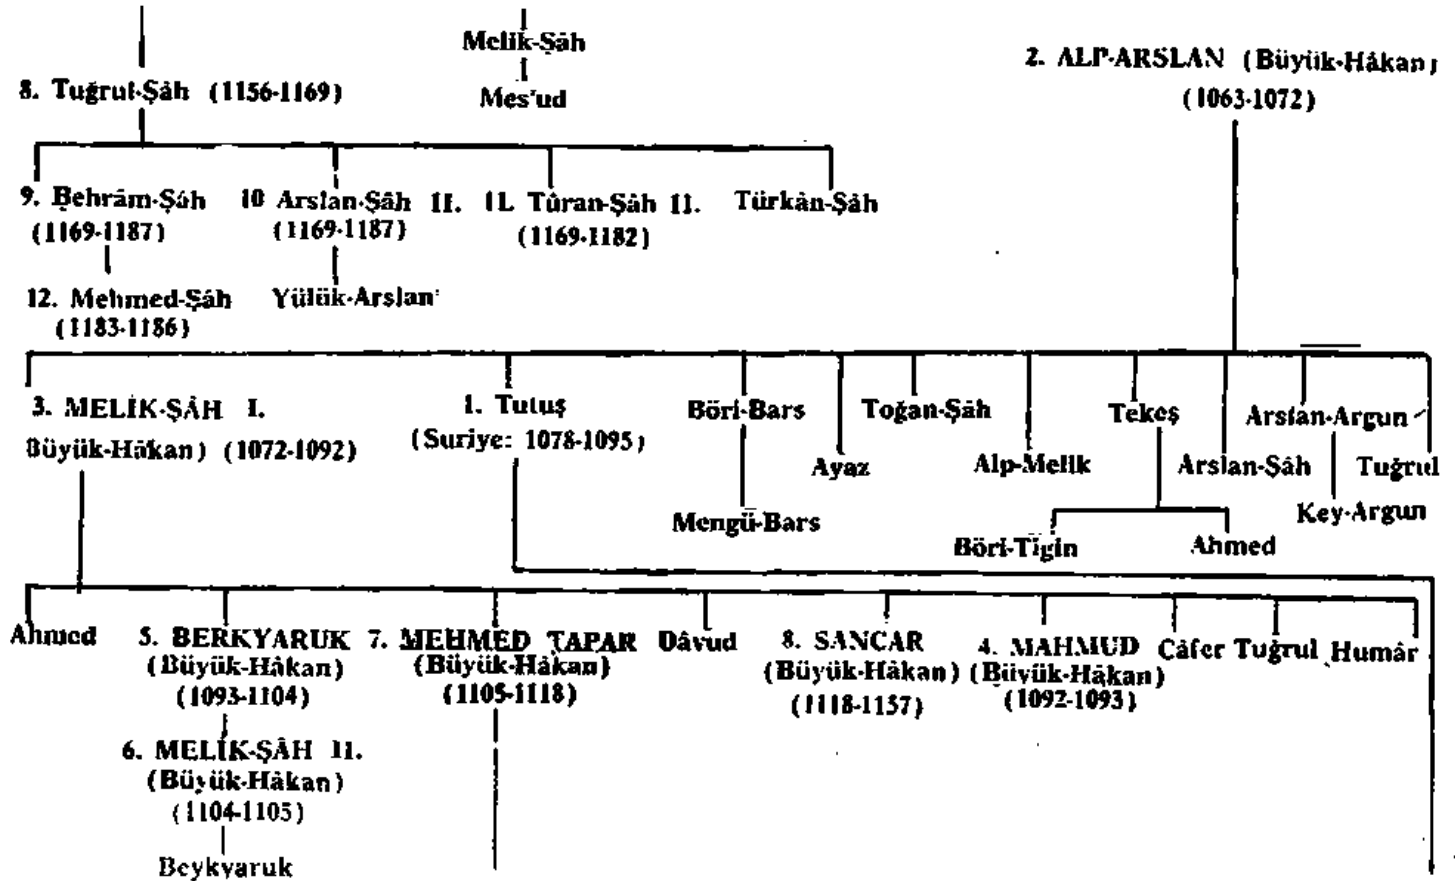 Melik-Şâh
2. ALP-ARSLAN (Büyük-Hâkan)
(1063-1072)
8. Tuğrul-Şâh (1156-1169)
Mes'ud
9. Behrâm-Şâh
(1169-1187)
10 Arslan-Şâh II.
(1169-1187)
11. Tûran-Şâh II.
(1169-1182)
Türkân-Şâh
12. Mehmed-Şâh
(1183-1186)
Yülük-Arslan
3. MELİK-ŞÂH I.
Büyük-Hâkan) (1072-1092)
1. Tutuş
(Suriye: 1078-1095)
Böri-Bars
Toğan-Şâh
Tekeş
Arslan-Argun
Ayaz
Alp-Melik
Arslan-Şâh
Tuğrul
Mengü-Bars
Key-Argun
Böri-Tigin
Ahmed
Ahmed
5. BERKYARUK
(Büyük-Hâkan)
(1093-1104)
7. MEHMED TAPAR
(Büyük-Hâkan)
(1105-1118)
Dâvud
8. SANCAR
(Büyük-Hâkan)
(1118-1157)
4. MAHMUD
(Büyük-Hâkan)
(1092-1093)
Câfer
Tuğrul
Humâr
6. MELİK-ŞÂH II.
(Büyük-Hâkan)
(1104-1105)
Beykyaruk